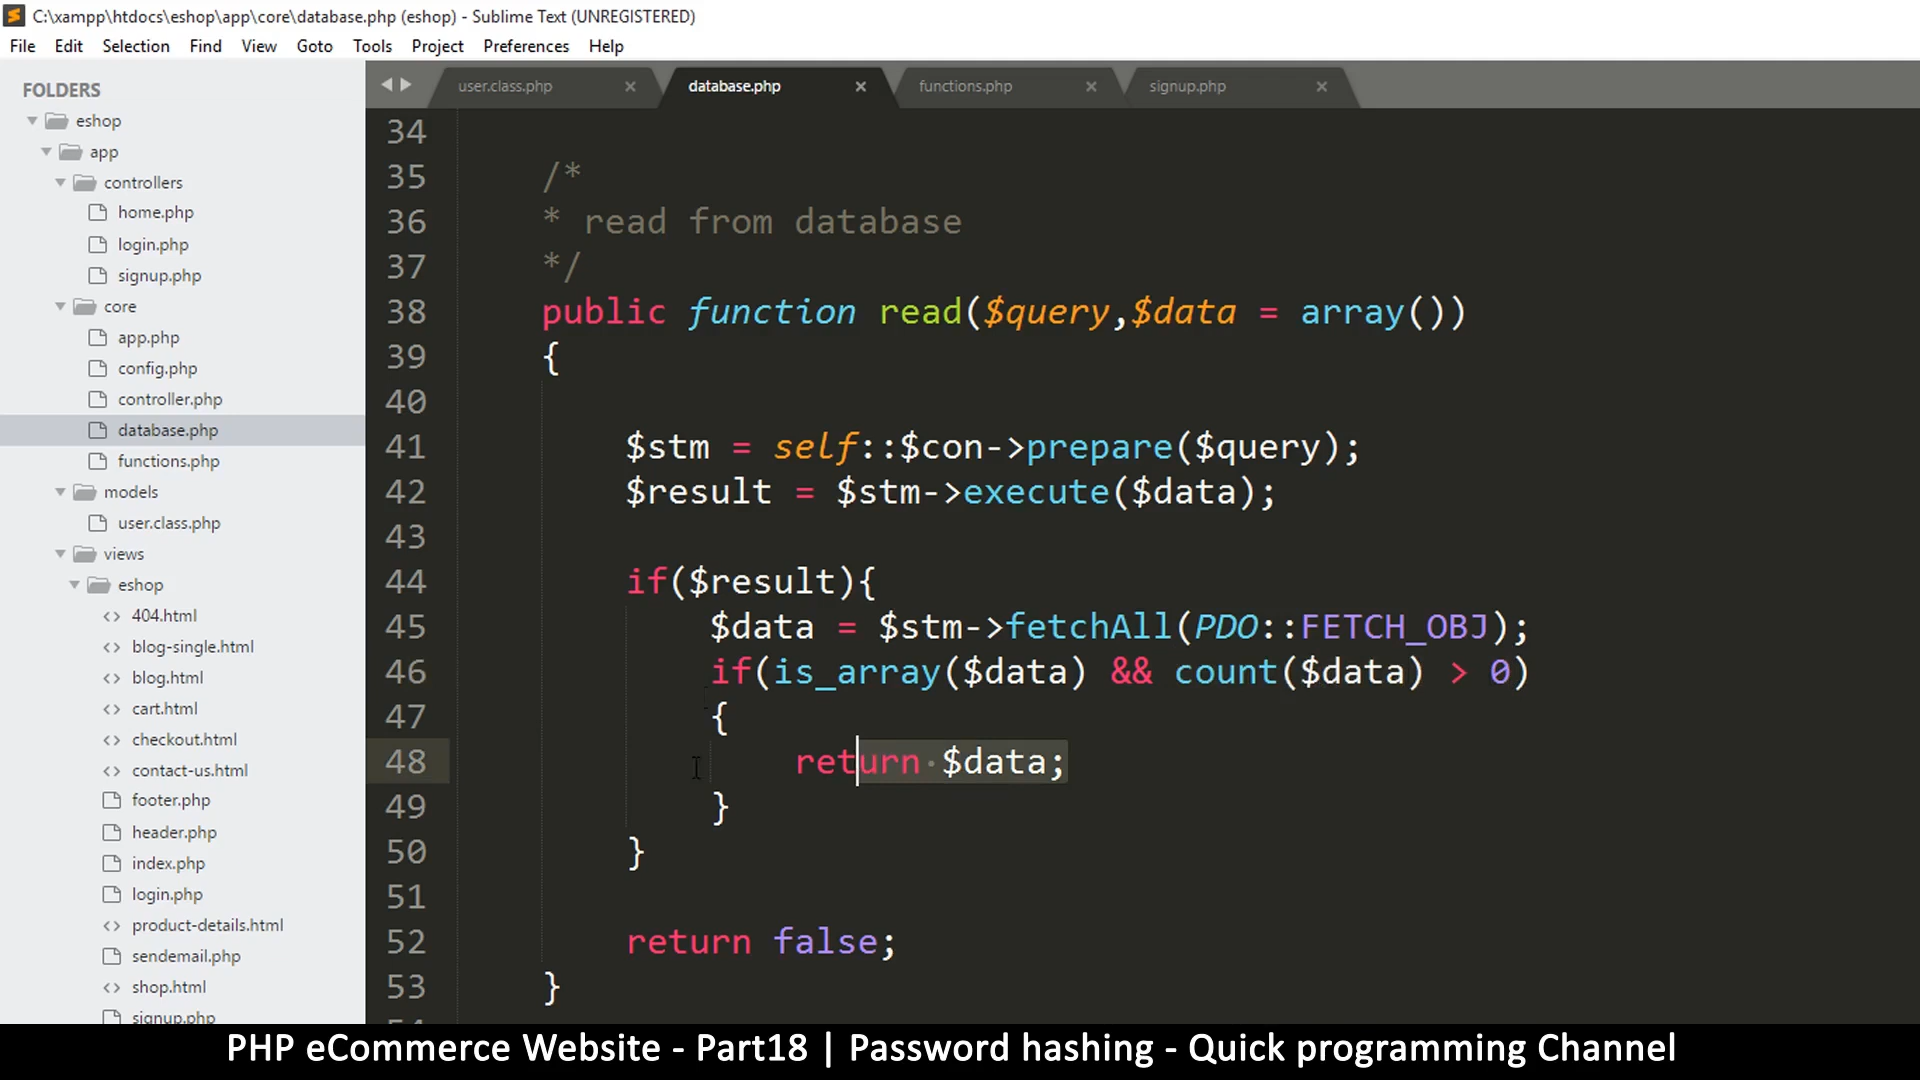 C:\xampp\htdocs\eshop\app\core\database.php (eshop) - Sublime Text (UNREGISTERED)
File Edit Selection Find View Goto Tools Project Preferences Help
FOLDERS
eshop
app
controllers
home.php
login.php
signup.php
core
app.php
config.php
controller.php
database.php
functions.php
models
user.class.php
views
eshop
404.html
blog-single.html
blog.html
cart.html
checkout.html
contact-us.html
footer.php
header.php
index.php
login.php
product-details.html
sendemail.php
shop.html
signup.php
user.class.php × database.php × functions.php × signup.php ×
34
35 /*
36 * read from database
37 */
38 public function read($query,$data = array())
39 {
40
41 $stm = self::$con->prepare($query);
42 $result = $stm->execute($data);
43
44 if($result){
45 $data = $stm->fetchAll(PDO::FETCH_OBJ);
46 if(is_array($data) && count($data) > 0)
47 {
48 return $data;
49 }
50 }
51
52 return false;
53 }
PHP eCommerce Website - Part18 | Password hashing - Quick programming Channel